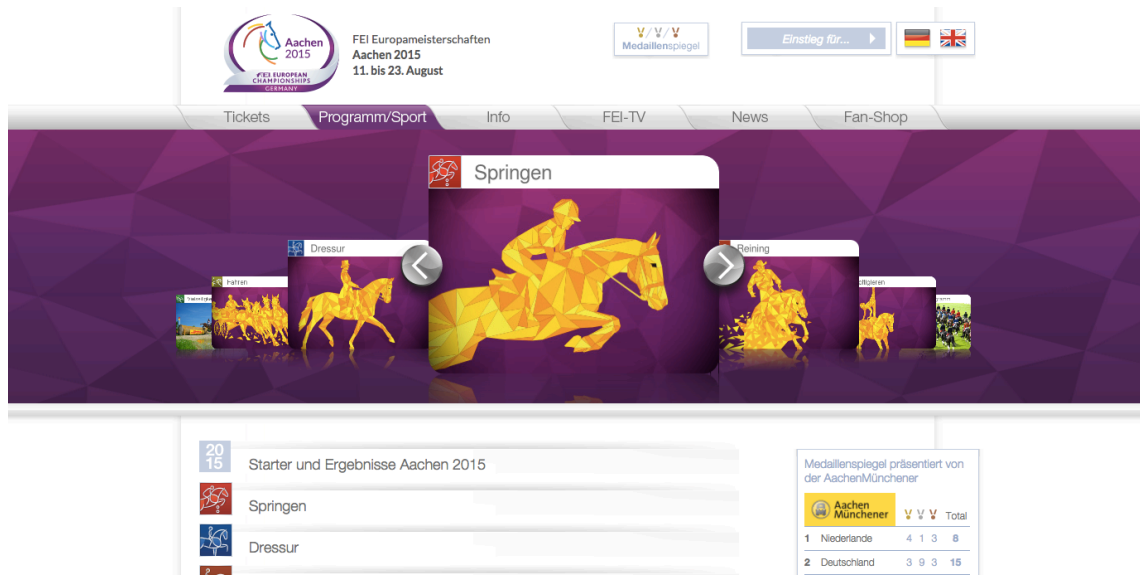 Aachen
2015
FEI EUROPEAN
CHAMPIONSHIPS
GERMANY
FEI Europameisterschaften
Aachen 2015
11. bis 23. August
Medaillenspiegel
Einstieg für...
Tickets
Programm/Sport
Info
FEI-TV
News
Fan-Shop
Springen
Dressur
Reining
Fahren
20
15
Starter und Ergebnisse Aachen 2015
Springen
Dressur
Medaillenspiegel präsentiert von
der AachenMünchener
Aachen
Münchener
Total
1 Niederlande 4 1 3 8
2 Deutschland 3 9 3 15